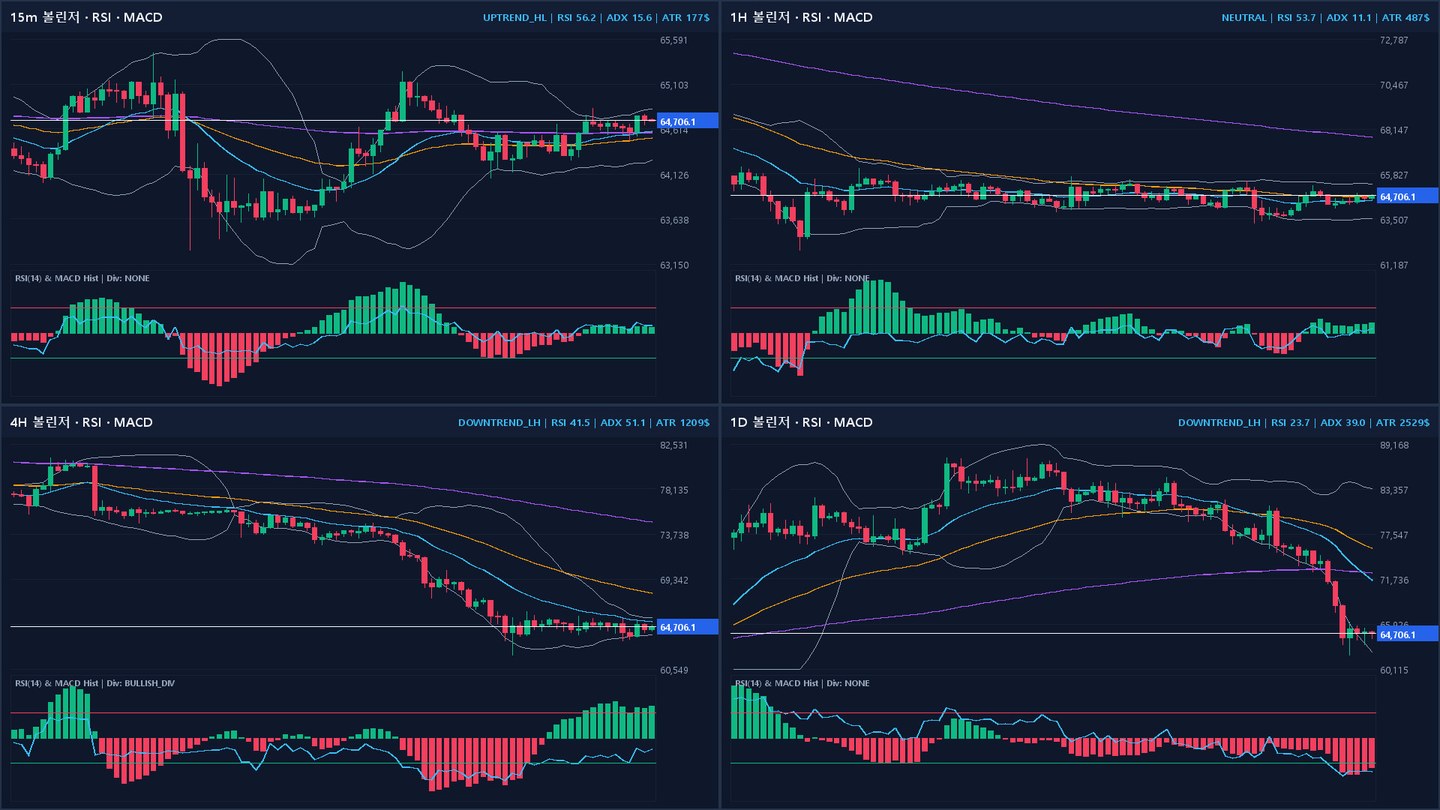 15m 볼린저 · RSI · MACD
UPTREND_HL | RSI 56.2 | ADX 15.6 | ATR 177$
65,591
65,103
64,706.1
64,614
64,126
63,638
63,150
RSI(14) & MACD Hist | Div: NONE
1H 볼린저 · RSI · MACD
NEUTRAL | RSI 53.7 | ADX 11.1 | ATR 487$
72,787
70,467
68,147
65,827
64,706.1
63,507
61,187
RSI(14) & MACD Hist | Div: NONE
4H 볼린저 · RSI · MACD
DOWNTREND_LH | RSI 41.5 | ADX 51.1 | ATR 1209$
82,531
78,135
73,738
69,342
64,706.1
60,549
RSI(14) & MACD Hist | Div: BULLISH_DIV
1D 볼린저 · RSI · MACD
DOWNTREND_LH | RSI 23.7 | ADX 39.0 | ATR 2529$
89,168
83,357
77,547
71,736
64,706.1
60,115
RSI(14) & MACD Hist | Div: NONE